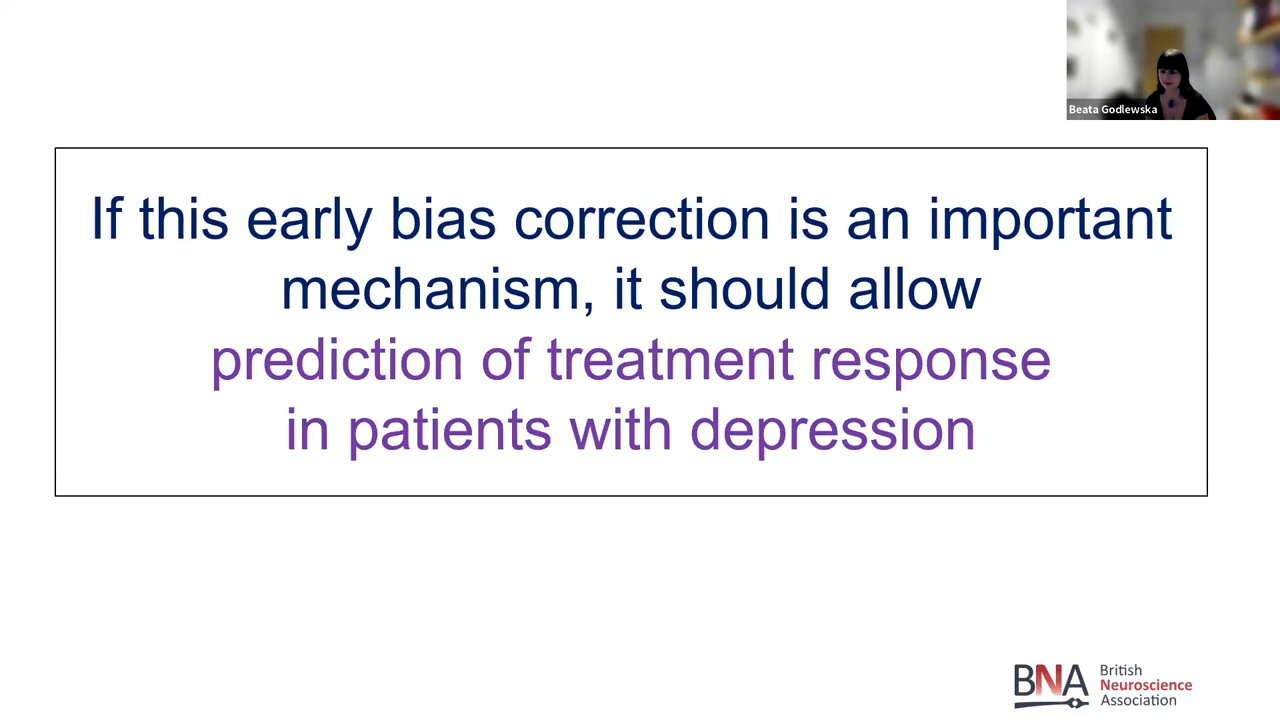 Beata Godlewska
If this early bias correction is an important
mechanism, it should allow
prediction of treatment response
in patients with depression
BNA
British
Neuroscience
Association